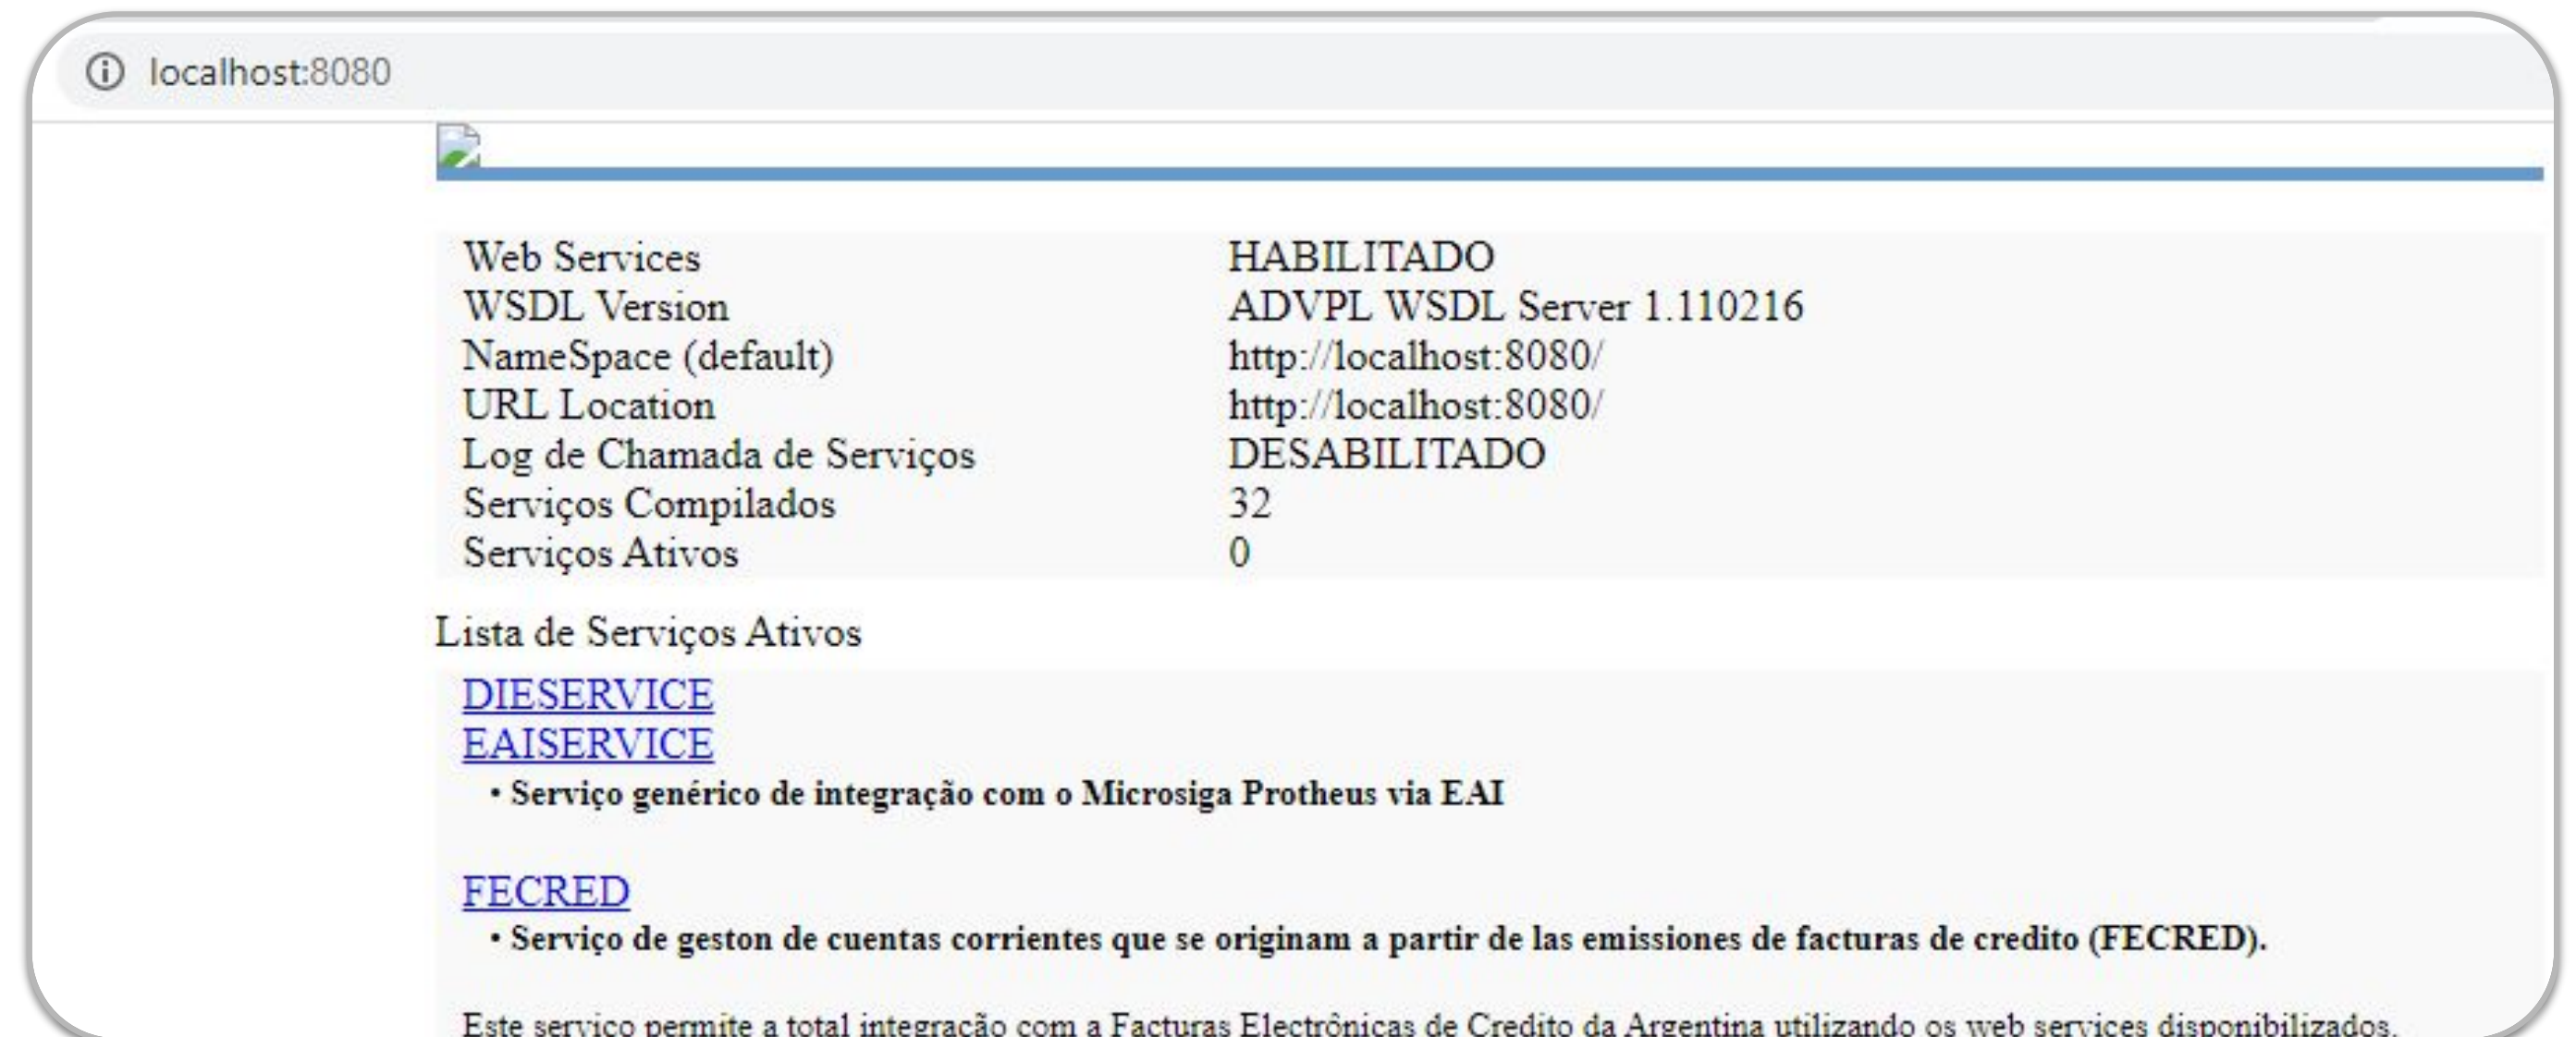 localhost:8080
Web Services HABILITADO
WSDL Version ADVPL WSDL Server 1.110216
NameSpace (default) http://localhost:8080/
URL Location http://localhost:8080/
Log de Chamada de Serviços DESABILITADO
Serviços Compilados 32
Serviços Ativos 0
Lista de Serviços Ativos
DIESERVICE
EAISERVICE
• Serviço genérico de integração com o Microsiga Protheus via EAI
FECRED
• Serviço de geston de cuentas corrientes que se originam a partir de las emissiones de facturas de credito (FECRED).
Este serviço permite a total integração com a Facturas Electrônicas de Credito da Argentina utilizando os web services disponibilizados.